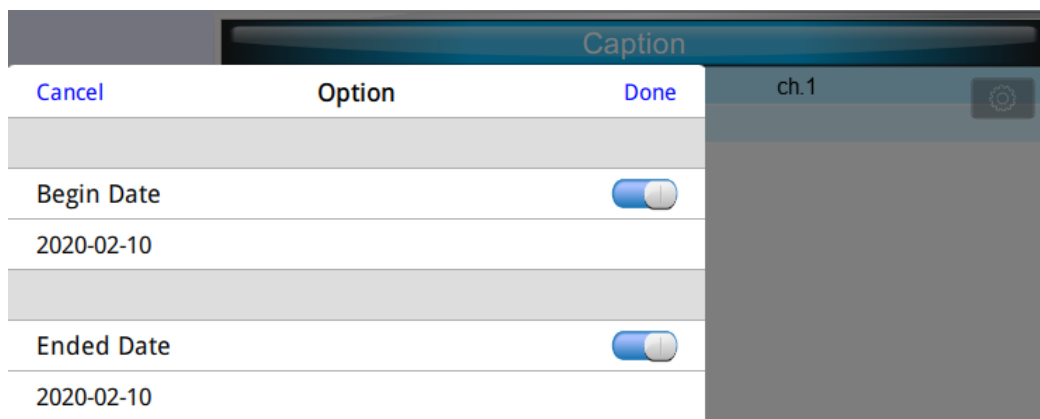 Caption
Cancel Option Done
ch.1
Begin Date
2020-02-10
Ended Date
2020-02-10